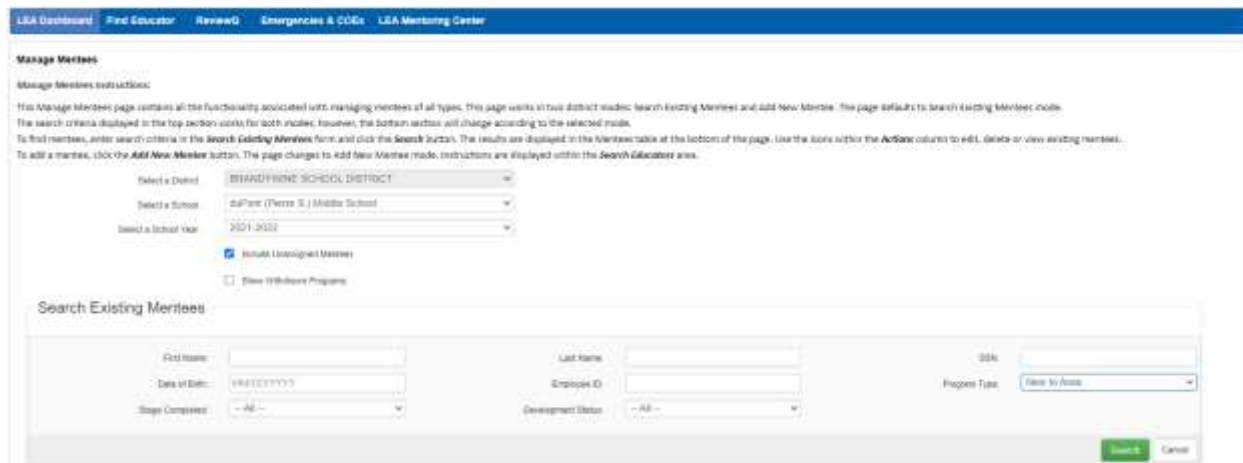 LEA Dashboard Find Educator ReviewQ Emergencies & COEs LEA Mentoring Center
Manage Mentees
Manage Mentees Instructions:
This Manage Mentees page contains all the functionality associated with managing mentees of all types. This page works in two distinct modes: Search Existing Mentees and Add New Mentee. The page defaults to Search Existing Mentees mode.
The search criteria displayed in the top section works for both modes; however, the bottom section will change according to the selected mode.
To find mentees, enter search criteria in the Search Existing Mentees form and click the Search button. The results are displayed in the Mentees table at the bottom of the page. Use the icons within the Actions column to edit, delete or view existing mentees.
To add a mentee, click the Add New Mentee button. The page changes to Add New Mentee mode. Instructions are displayed within the Search Educators area.
Select a District BRANDYWINE SCHOOL DISTRICT
Select a School duPont (Pierre S.) Middle School
Select a School Year 2021-2022
Include Unassigned Mentees
Show Withdrawn Programs
Search Existing Mentees
First Name: Last Name: SSN:
Date of Birth: Employee ID: Program Type: New to Area
Stage Completed: -- All -- Development Status: -- All --
Search Cancel